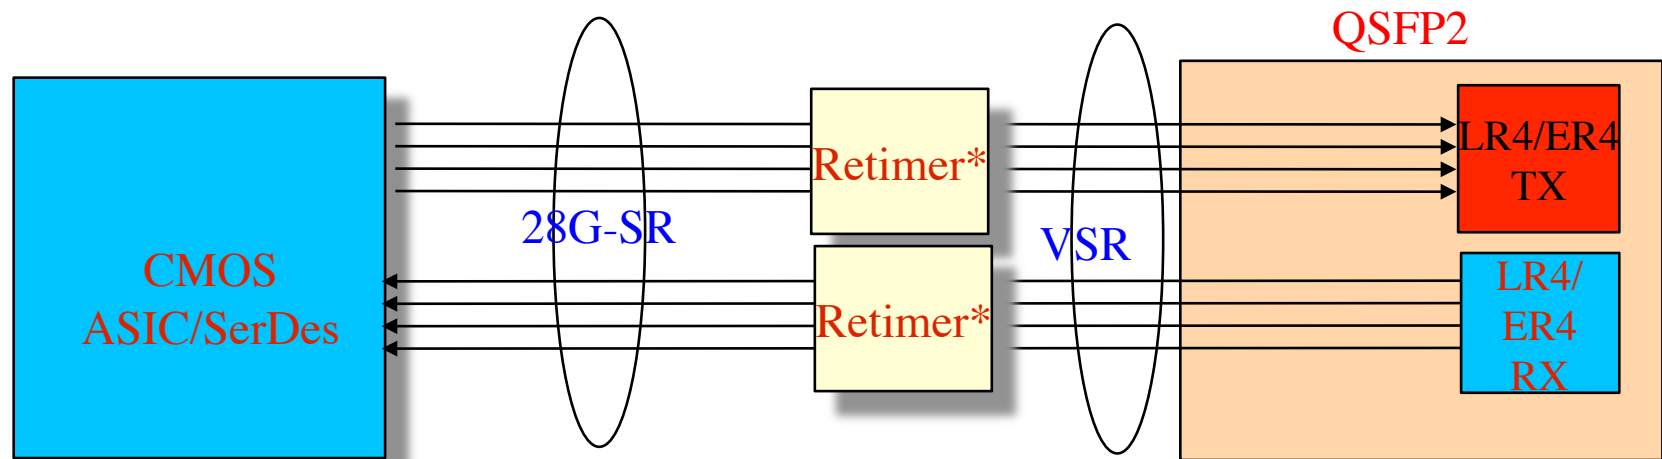 QSFP2
CMOS
ASIC/SerDes
28G-SR
Retimer*
Retimer*
VSR
LR4/ER4
TX
LR4/
ER4
RX